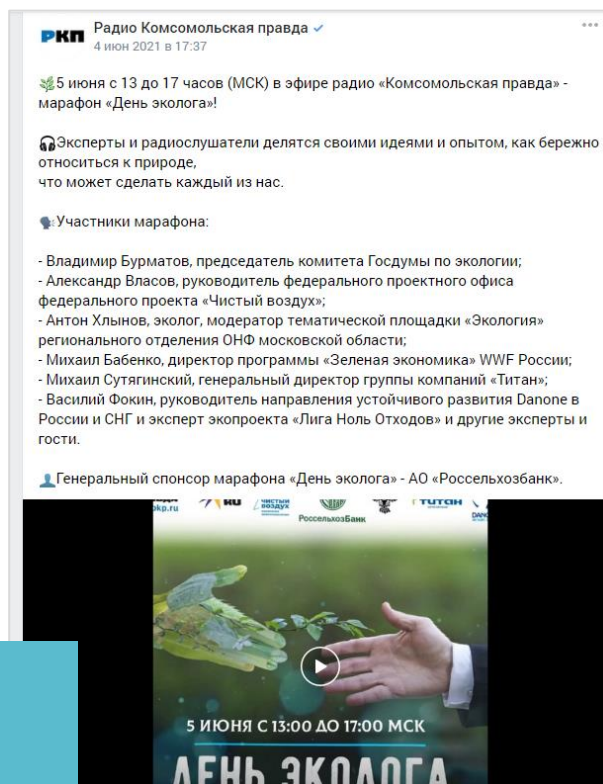 РКП Радио Комсомольская правда
4 июн 2021 в 17:37
5 июня с 13 до 17 часов (МСК) в эфире радио «Комсомольская правда» -
марафон «День эколога»!
Эксперты и радиослушатели делятся своими идеями и опытом, как бережно
относиться к природе,
что может сделать каждый из нас.
Участники марафона:
- Владимир Бурматов, председатель комитета Госдумы по экологии;
- Александр Власов, руководитель федерального проектного офиса
федерального проекта «Чистый воздух»;
- Антон Хлынов, эколог, модератор тематической площадки «Экология»
регионального отделения ОНФ московской области;
- Михаил Бабенко, директор программы «Зеленая экономика» WWF России;
- Михаил Сутягинский, генеральный директор группы компаний «Титан»;
- Василий Фокин, руководитель направления устойчивого развития Danone в
России и СНГ и эксперт экопроекта «Лига Ноль Отходов» и другие эксперты и
гости.
Генеральный спонсор марафона «День эколога» - АО «Россельхозбанк».
ЧИСТЫЙ
ВОЗДУХ
РоссельхозБанк
ТИТАН
5 ИЮНЯ С 13:00 ДО 17:00 МСК
ДЕНЬ ЭКОЛОГА